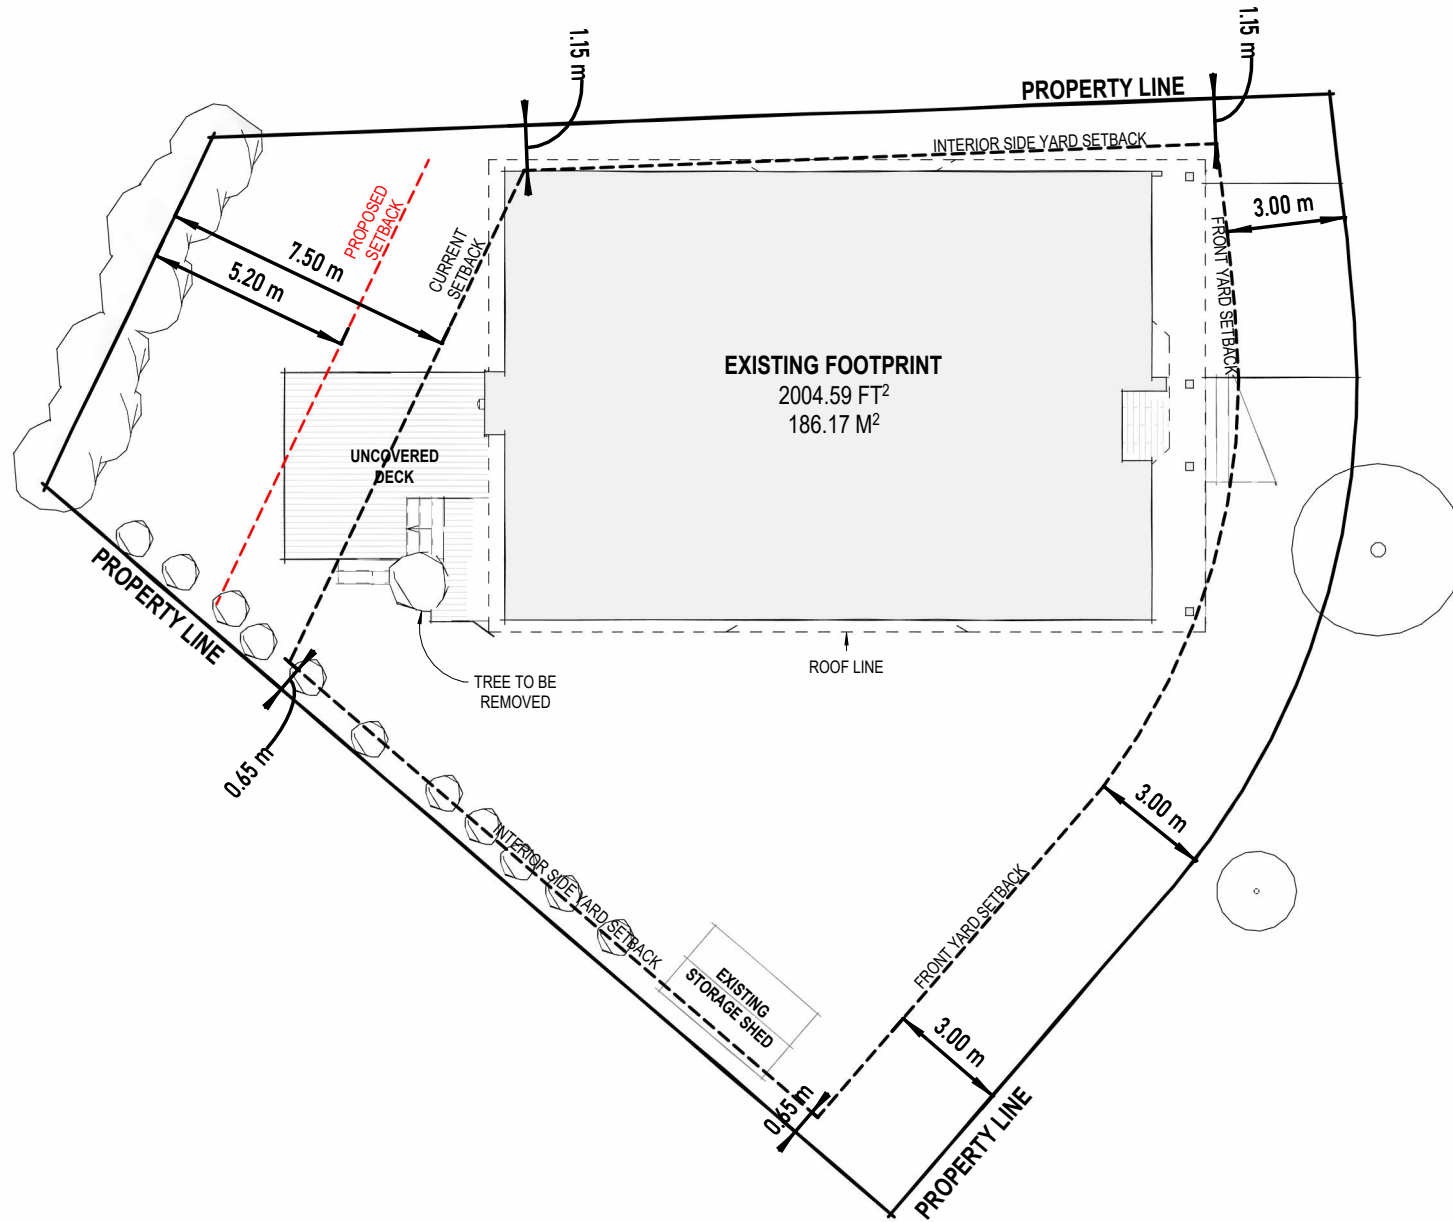 1.15 m
1.15 m
PROPERTY LINE
INTERIOR SIDE YARD SETBACK
PROPOSED
SETBACK
CURRENT
SETBACK
7.50 m
5.20 m
3.00 m
FRONT YARD SETBACK
EXISTING FOOTPRINT
2004.59 FT²
186.17 M²
UNCOVERED
DECK
PROPERTY LINE
ROOF LINE
TREE TO BE
REMOVED
0.65 m
3.00 m
INTERIOR SIDE YARD SETBACK
FRONT YARD SETBACK
EXISTING
STORAGE SHED
3.00 m
0.65 m
PROPERTY LINE